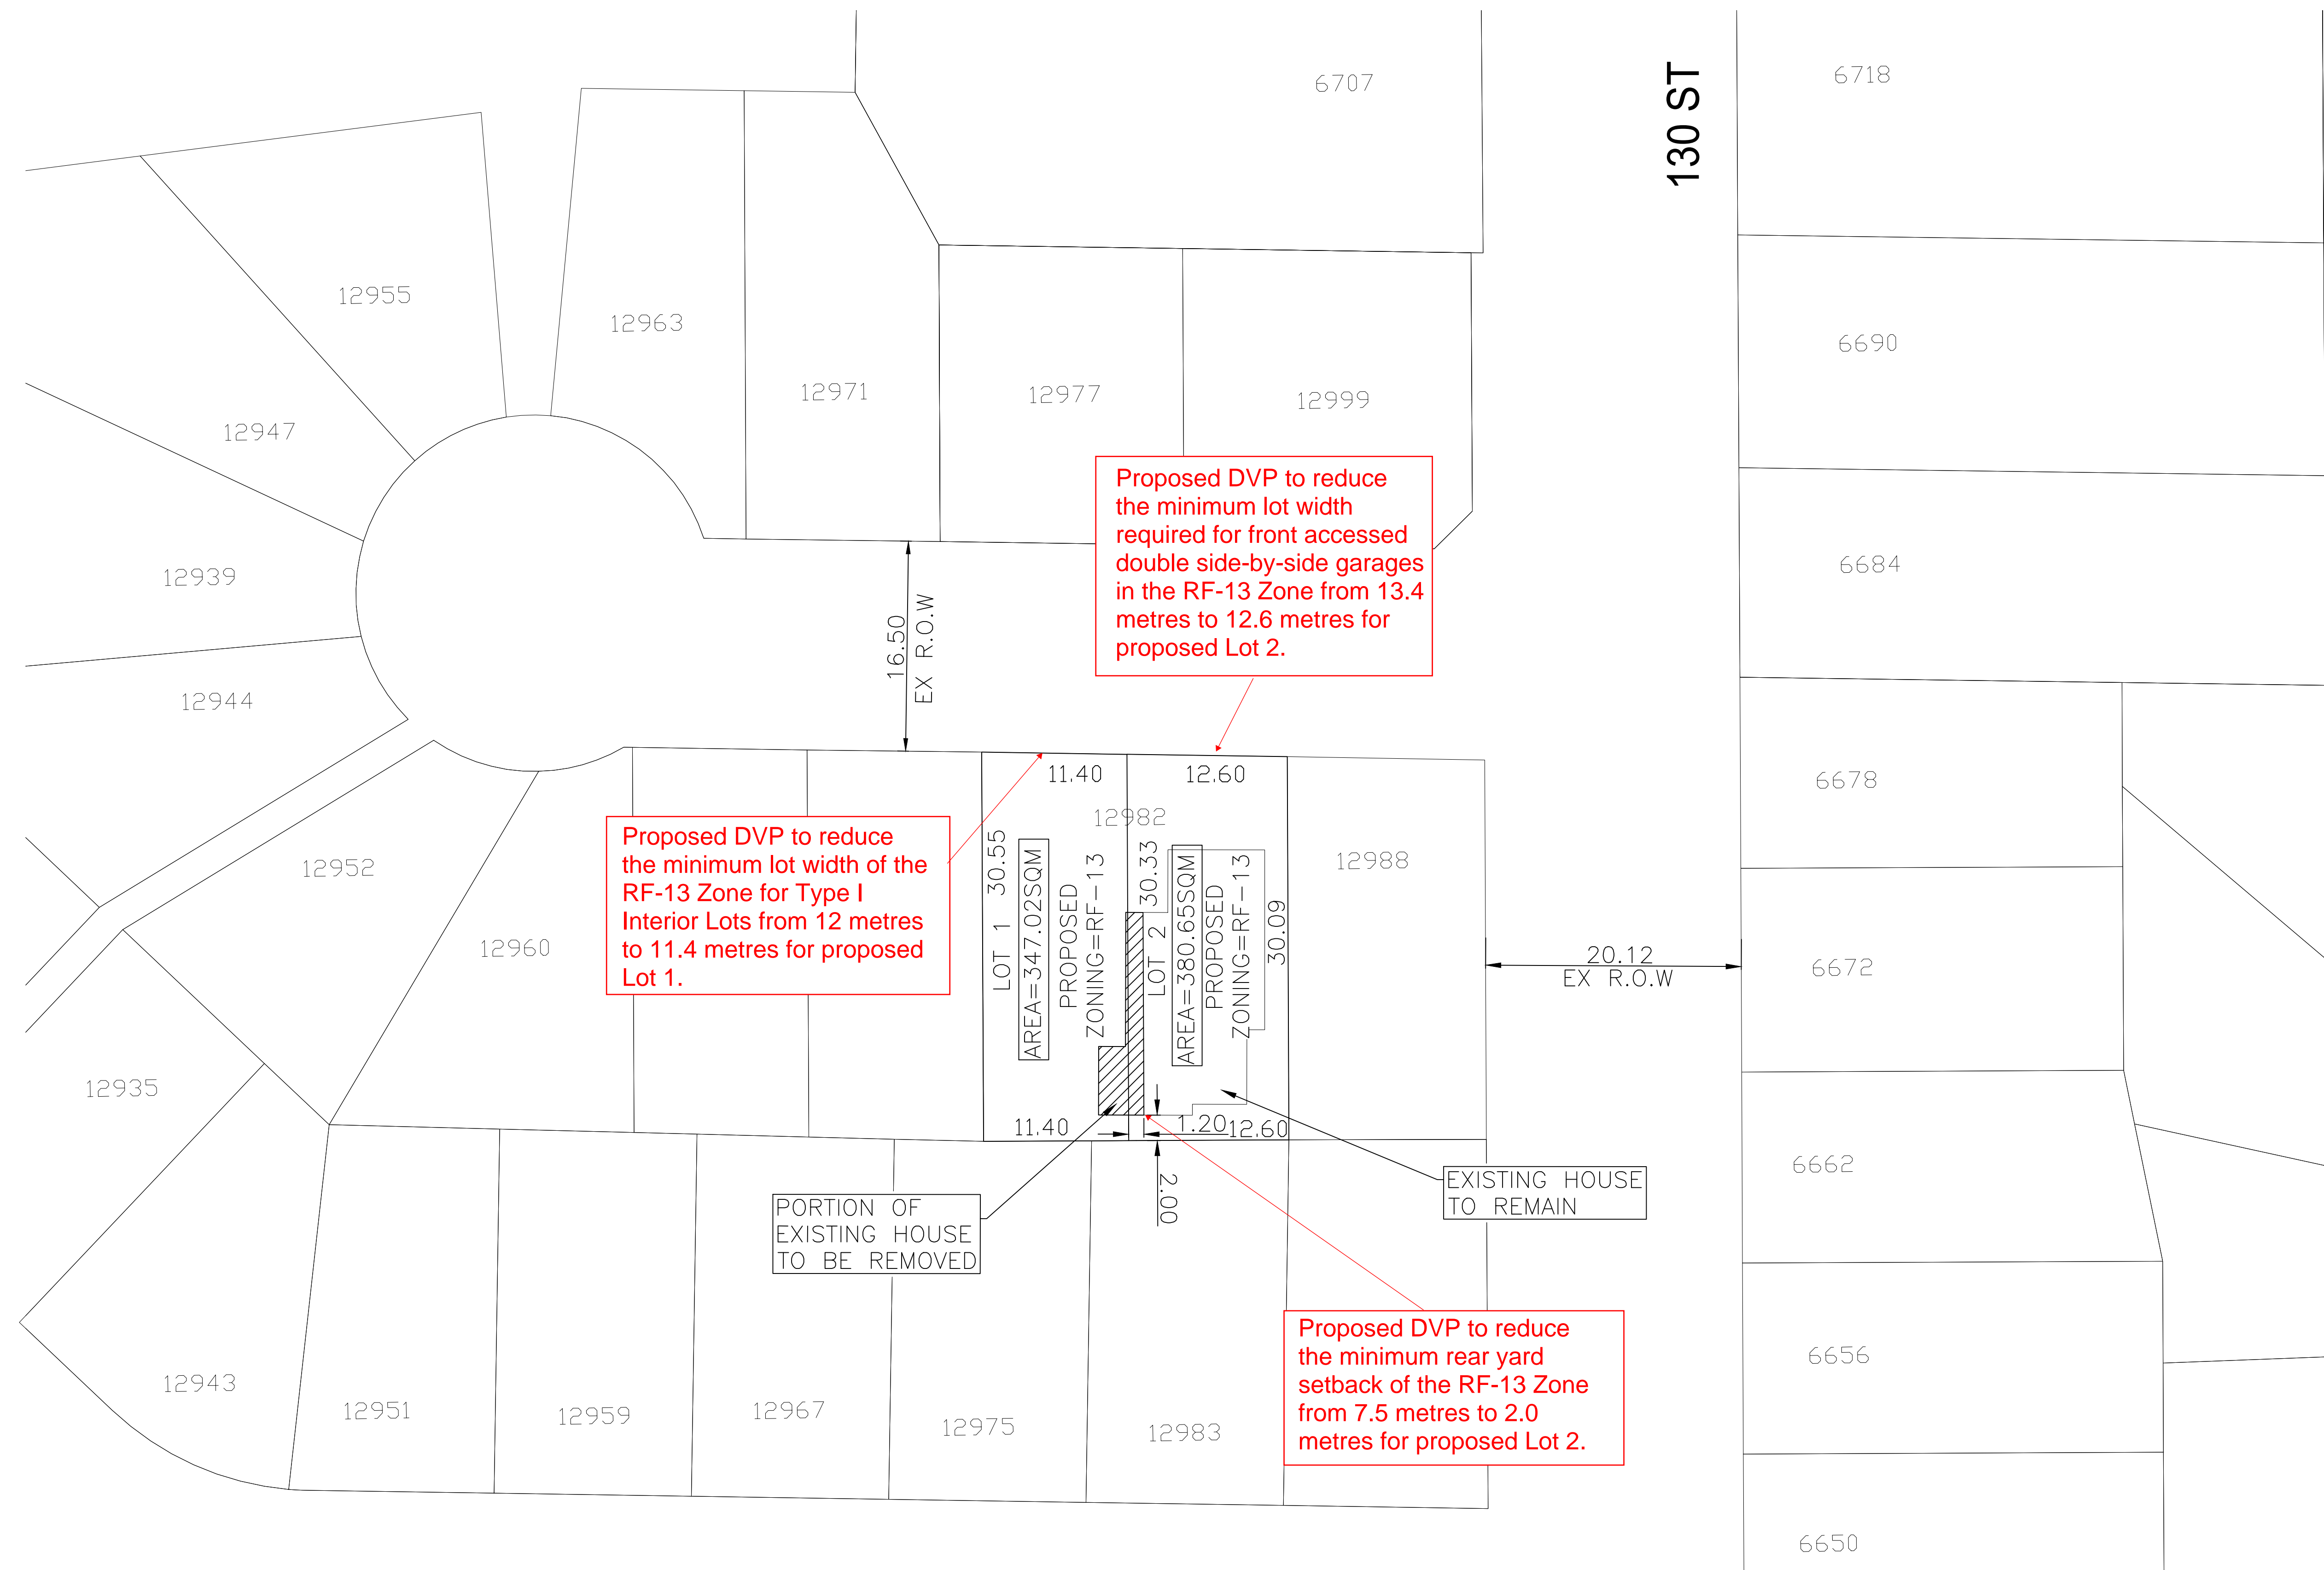 6707
130 ST
6718
12955
12963
12971
12977
12999
6690
12947
Proposed DVP to reduce
the minimum lot width
required for front accessed
double side-by-side garages
in the RF-13 Zone from 13.4
metres to 12.6 metres for
proposed Lot 2.
12939
16.50
EX R.O.W
6684
12944
11.40
12.60
12982
6678
Proposed DVP to reduce
the minimum lot width of the
RF-13 Zone for Type I
Interior Lots from 12 metres
to 11.4 metres for proposed
Lot 1.
12952
12960
30.55
LOT 1
AREA=347.02SQM
PROPOSED
ZONING=RF-13
30.33
LOT 2
AREA=380.65SQM
PROPOSED
ZONING=RF-13
30.09
12988
20.12
EX R.O.W
6672
12935
11.40
1.20
12.60
2.00
PORTION OF
EXISTING HOUSE
TO BE REMOVED
EXISTING HOUSE
TO REMAIN
6662
Proposed DVP to reduce
the minimum rear yard
setback of the RF-13 Zone
from 7.5 metres to 2.0
metres for proposed Lot 2.
6656
12943
12951
12959
12967
12975
12983
6650